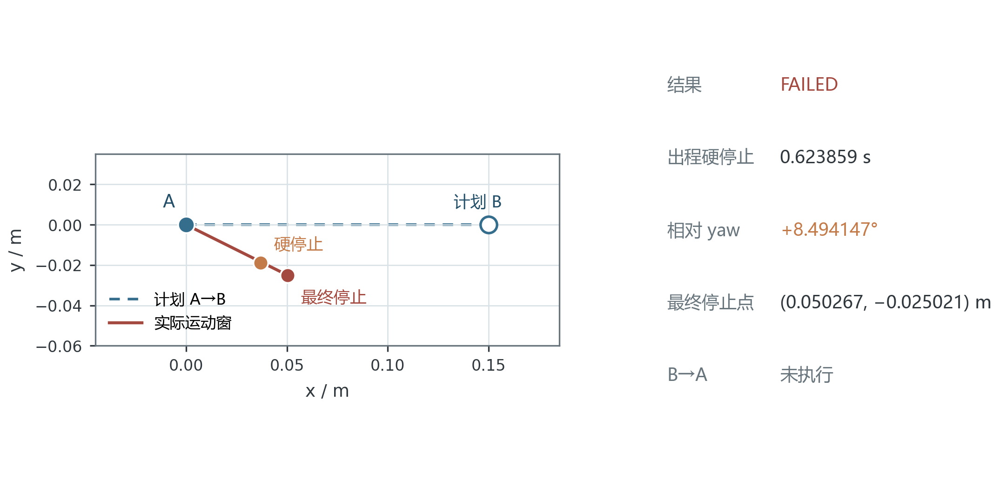 0.02
0.00
−0.02
−0.04
−0.06
y / m
A
计划 B
硬停止
最终停止
计划 A→B
实际运动窗
0.00 0.05 0.10 0.15
x / m
结果 FAILED
出程硬停止 0.623859 s
相对 yaw +8.494147°
最终停止点 (0.050267, −0.025021) m
B→A 未执行